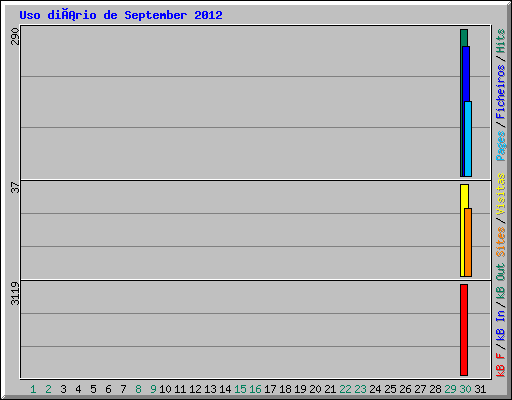 Uso diÃ¡rio de September 2012
290
37
3119
Pages / Ficheiros / Hits
Sites / Visitas
kB F / kB In / kB Out
1 2 3 4 5 6 7 8 9 10 11 12 13 14 15 16 17 18 19 20 21 22 23 24 25 26 27 28 29 30 31